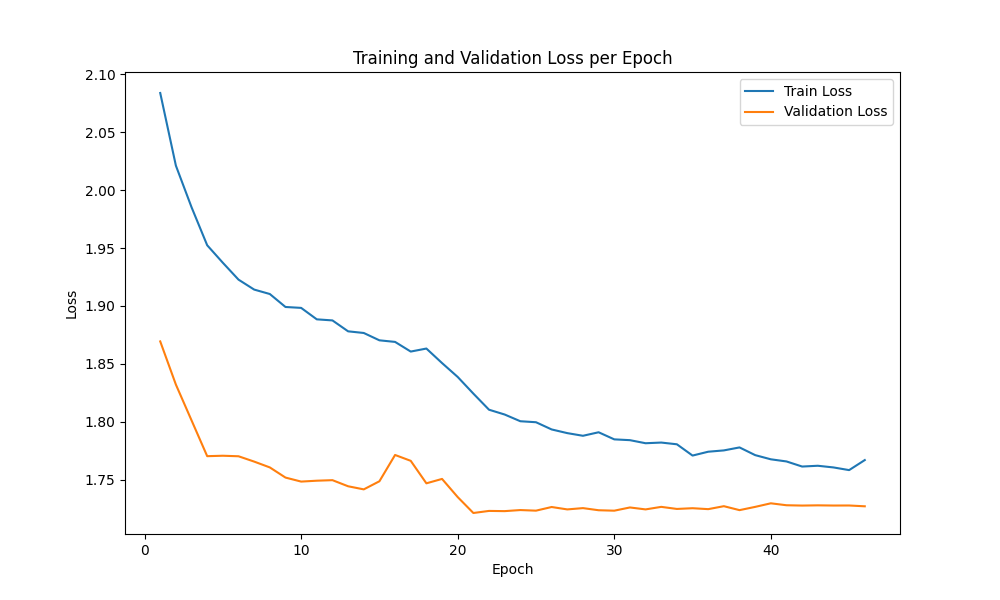 Training and Validation Loss per Epoch
Train Loss
Validation Loss
2.10
2.05
2.00
1.95
1.90
1.85
1.80
1.75
Loss
0 10 20 30 40
Epoch